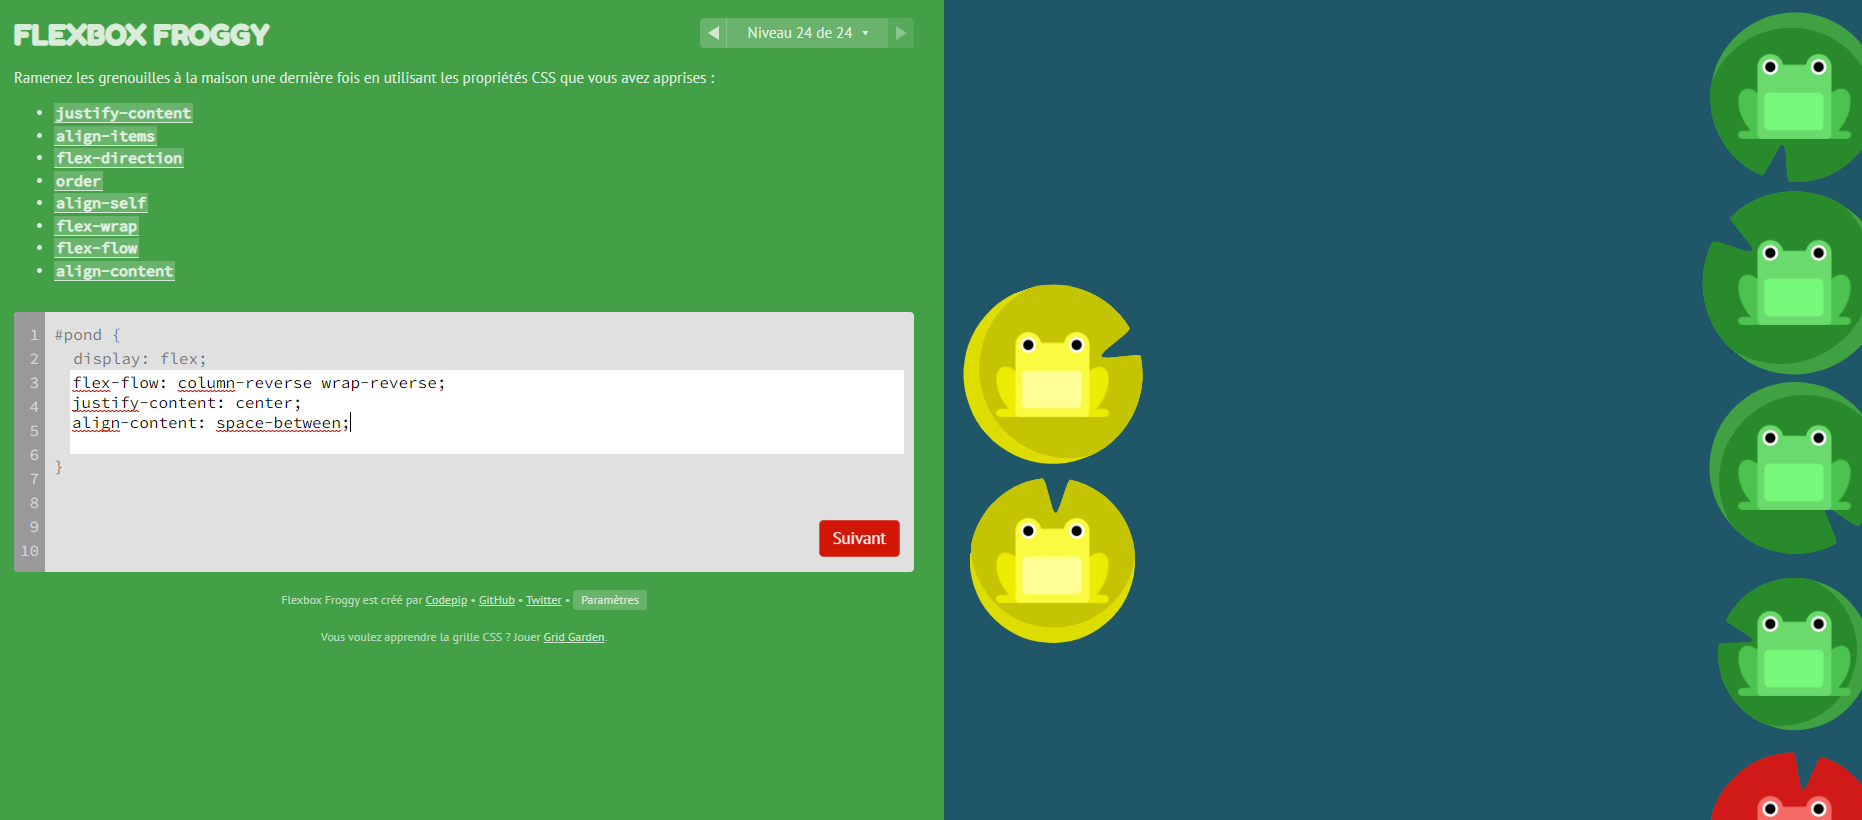 FLEXBOX FROGGY
Niveau 24 de 24
Ramenez les grenouilles à la maison une dernière fois en utilisant les propriétés CSS que vous avez apprises :
justify-content
align-items
flex-direction
order
align-self
flex-wrap
flex-flow
align-content
1 #pond {
2 display: flex;
3 flex-flow: column-reverse wrap-reverse;
4 justify-content: center;
5 align-content: space-between;
6 }
7
8
9
10
Suivant
Flexbox Froggy est créé par Codepip • GitHub • Twitter • Paramètres
Vous voulez apprendre la grille CSS ? Jouer Grid Garden.